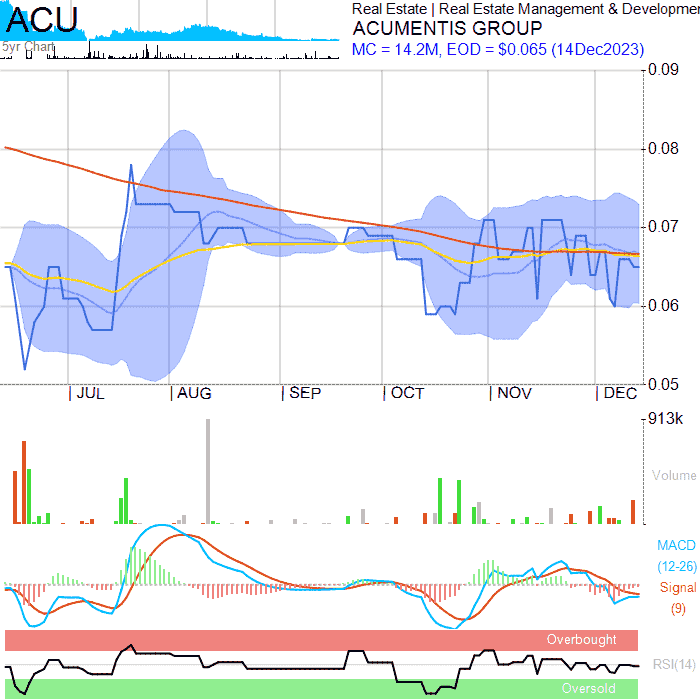 ACU
Real Estate | Real Estate Management & Developmen
ACUMENTIS GROUP
5yr Chart
MC = 14.2M, EOD = $0.065 (14Dec2023)
0.09
0.08
0.07
0.06
0.05
JUL
AUG
SEP
OCT
NOV
DEC
913k
Volume
MACD
(12-26)
Signal
(9)
Overbought
RSI(14)
Oversold